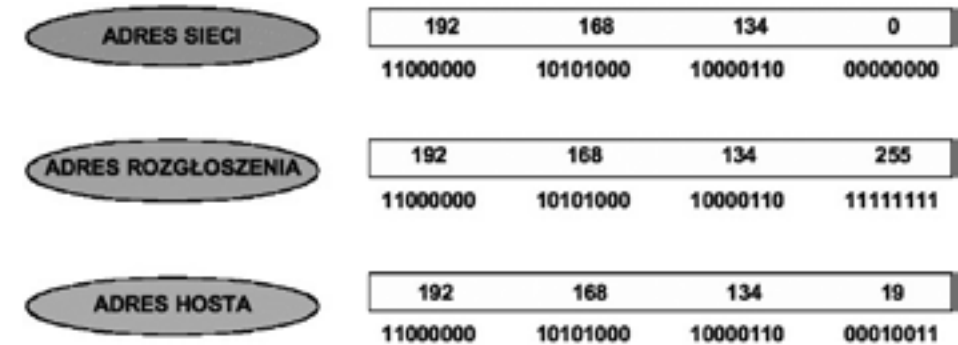 ADRES SIECI 192 168 134 0
11000000 10101000 10000110 00000000
ADRES ROZGŁOSZENIA 192 168 134 255
11000000 10101000 10000110 11111111
ADRES HOSTA 192 168 134 19
11000000 10101000 10000110 00010011